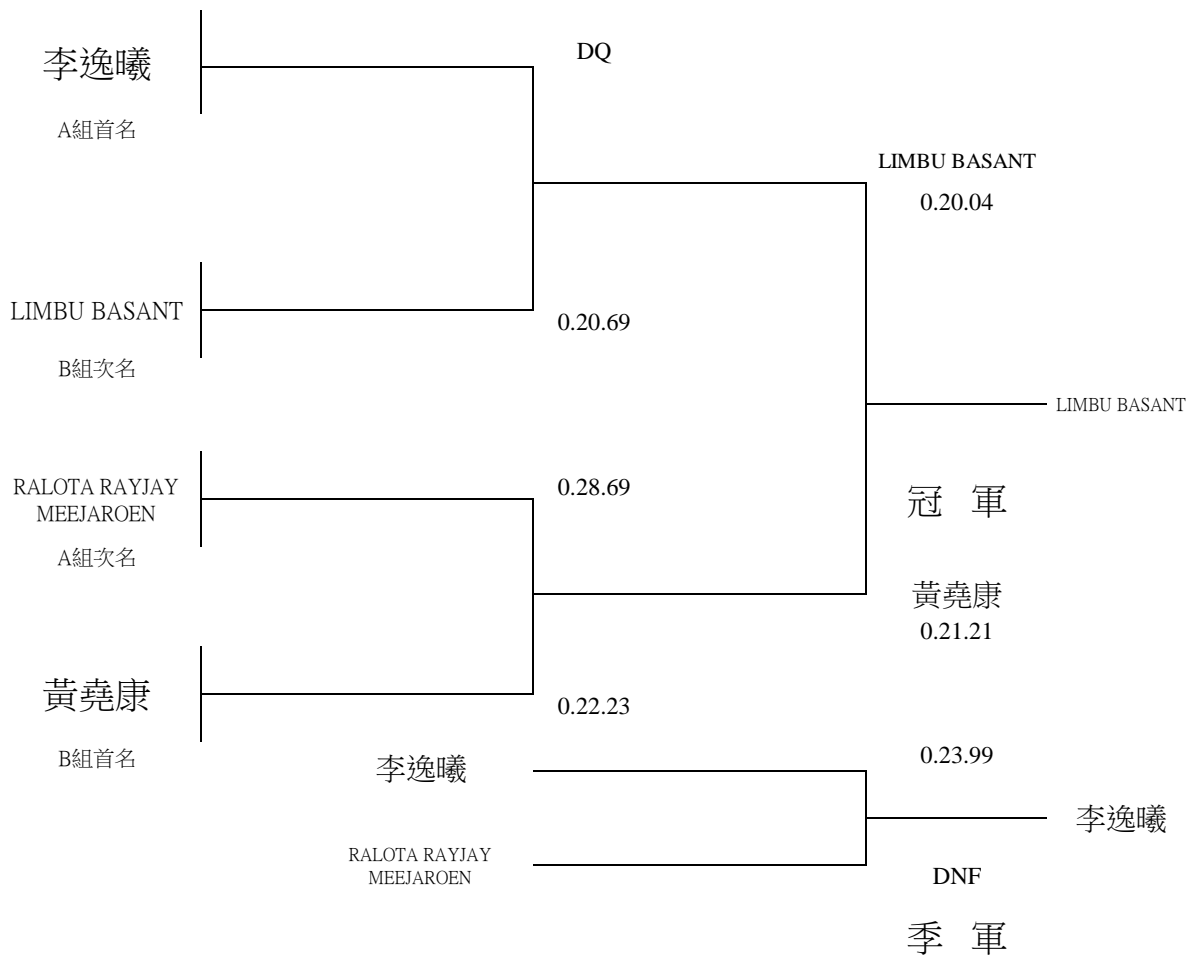 李逸曦
DQ
A組首名
LIMBU BASANT
0.20.04
LIMBU BASANT
0.20.69
B組次名
LIMBU BASANT
RALOTA RAYJAY
MEEJAROEN
0.28.69
A組次名
冠 軍
黃堯康
0.21.21
黃堯康
0.22.23
B組首名
李逸曦
0.23.99
李逸曦
RALOTA RAYJAY
MEEJAROEN
DNF
季 軍